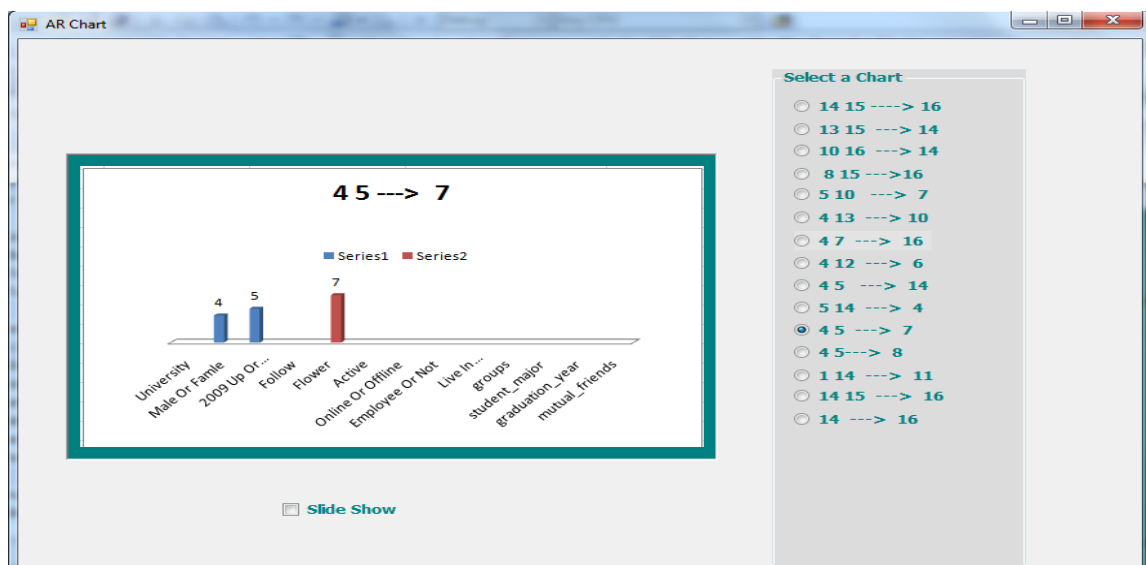 AR Chart
4 5 ---> 7
Series1 Series2
4
5
7
University
Male Or Famle
2009 Up Or...
Follow
Flower
Active
Online Or Offline
Employee Or Not
Live In...
groups
student_major
graduation_year
mutual_friends
Slide Show
Select a Chart
14 15 ----> 16
13 15 ---> 14
10 16 ---> 14
8 15 --->16
5 10 ---> 7
4 13 ---> 10
4 7 ---> 16
4 12 ---> 6
4 5 ---> 14
5 14 ---> 4
4 5 ---> 7
4 5---> 8
1 14 ---> 11
14 15 ---> 16
14 ---> 16